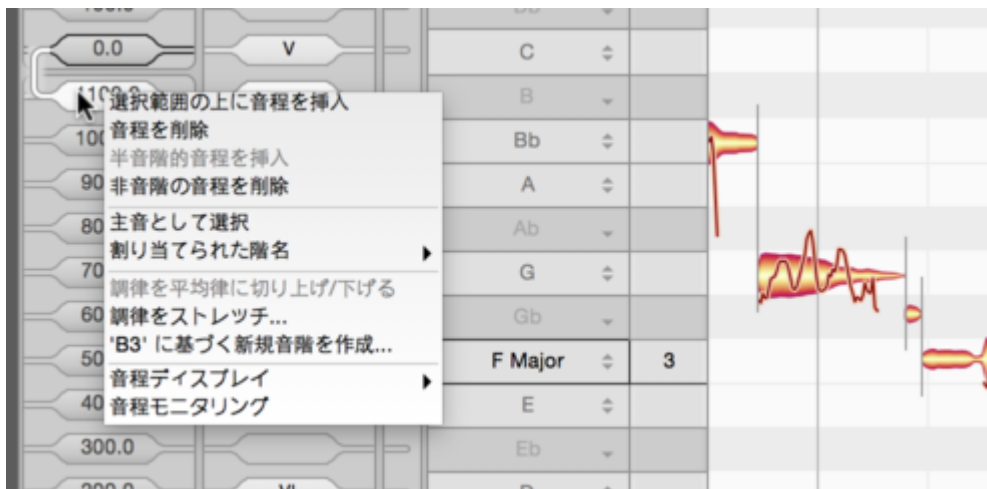 0.0 V C
B
選択範囲の上に音程を挿入
音程を削除 Bb
半音階的音程を挿入
非音階の音程を削除 A
主音として選択 Ab
割り当てられた階名
調律を平均律に切り上げ/下げる G
調律をストレッチ... Gb
'B3' に基づく新規音階を作成... F Major 3
音程ディスプレイ
音程モニタリング E
300.0 Eb